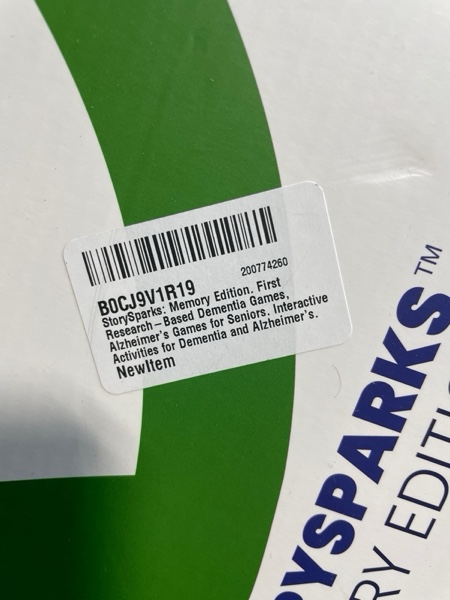 200774260
B0CJ9V1R19
StorySparks: Memory Edition. First
Research-Based Dementia Games,
Alzheimer's Games for Seniors. Interactive
Activities for Dementia and Alzheimer's.
NewItem
RYSPARKS™
RY EDITIO